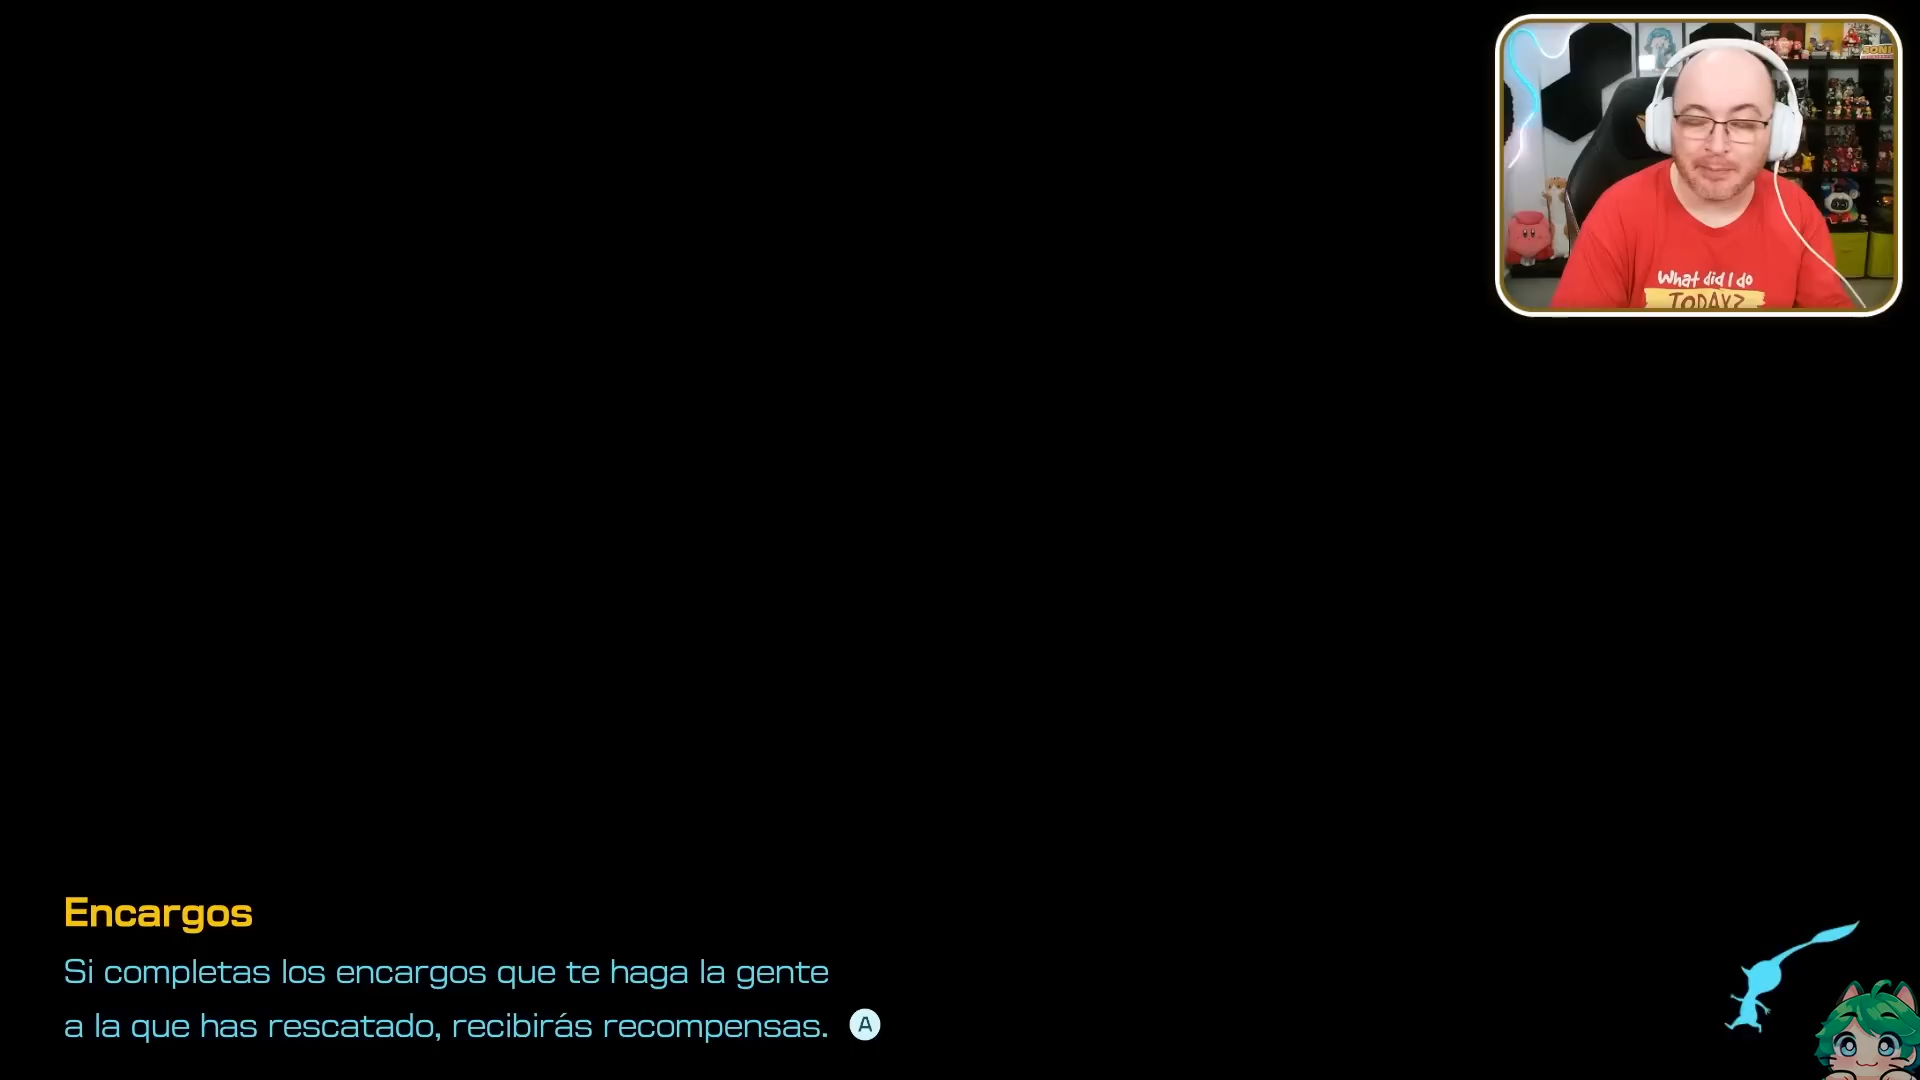 SONIC
What did I do
TODAY?
Encargos
Si completas los encargos que te haga la gente
a la que has rescatado, recibirás recompensas. A